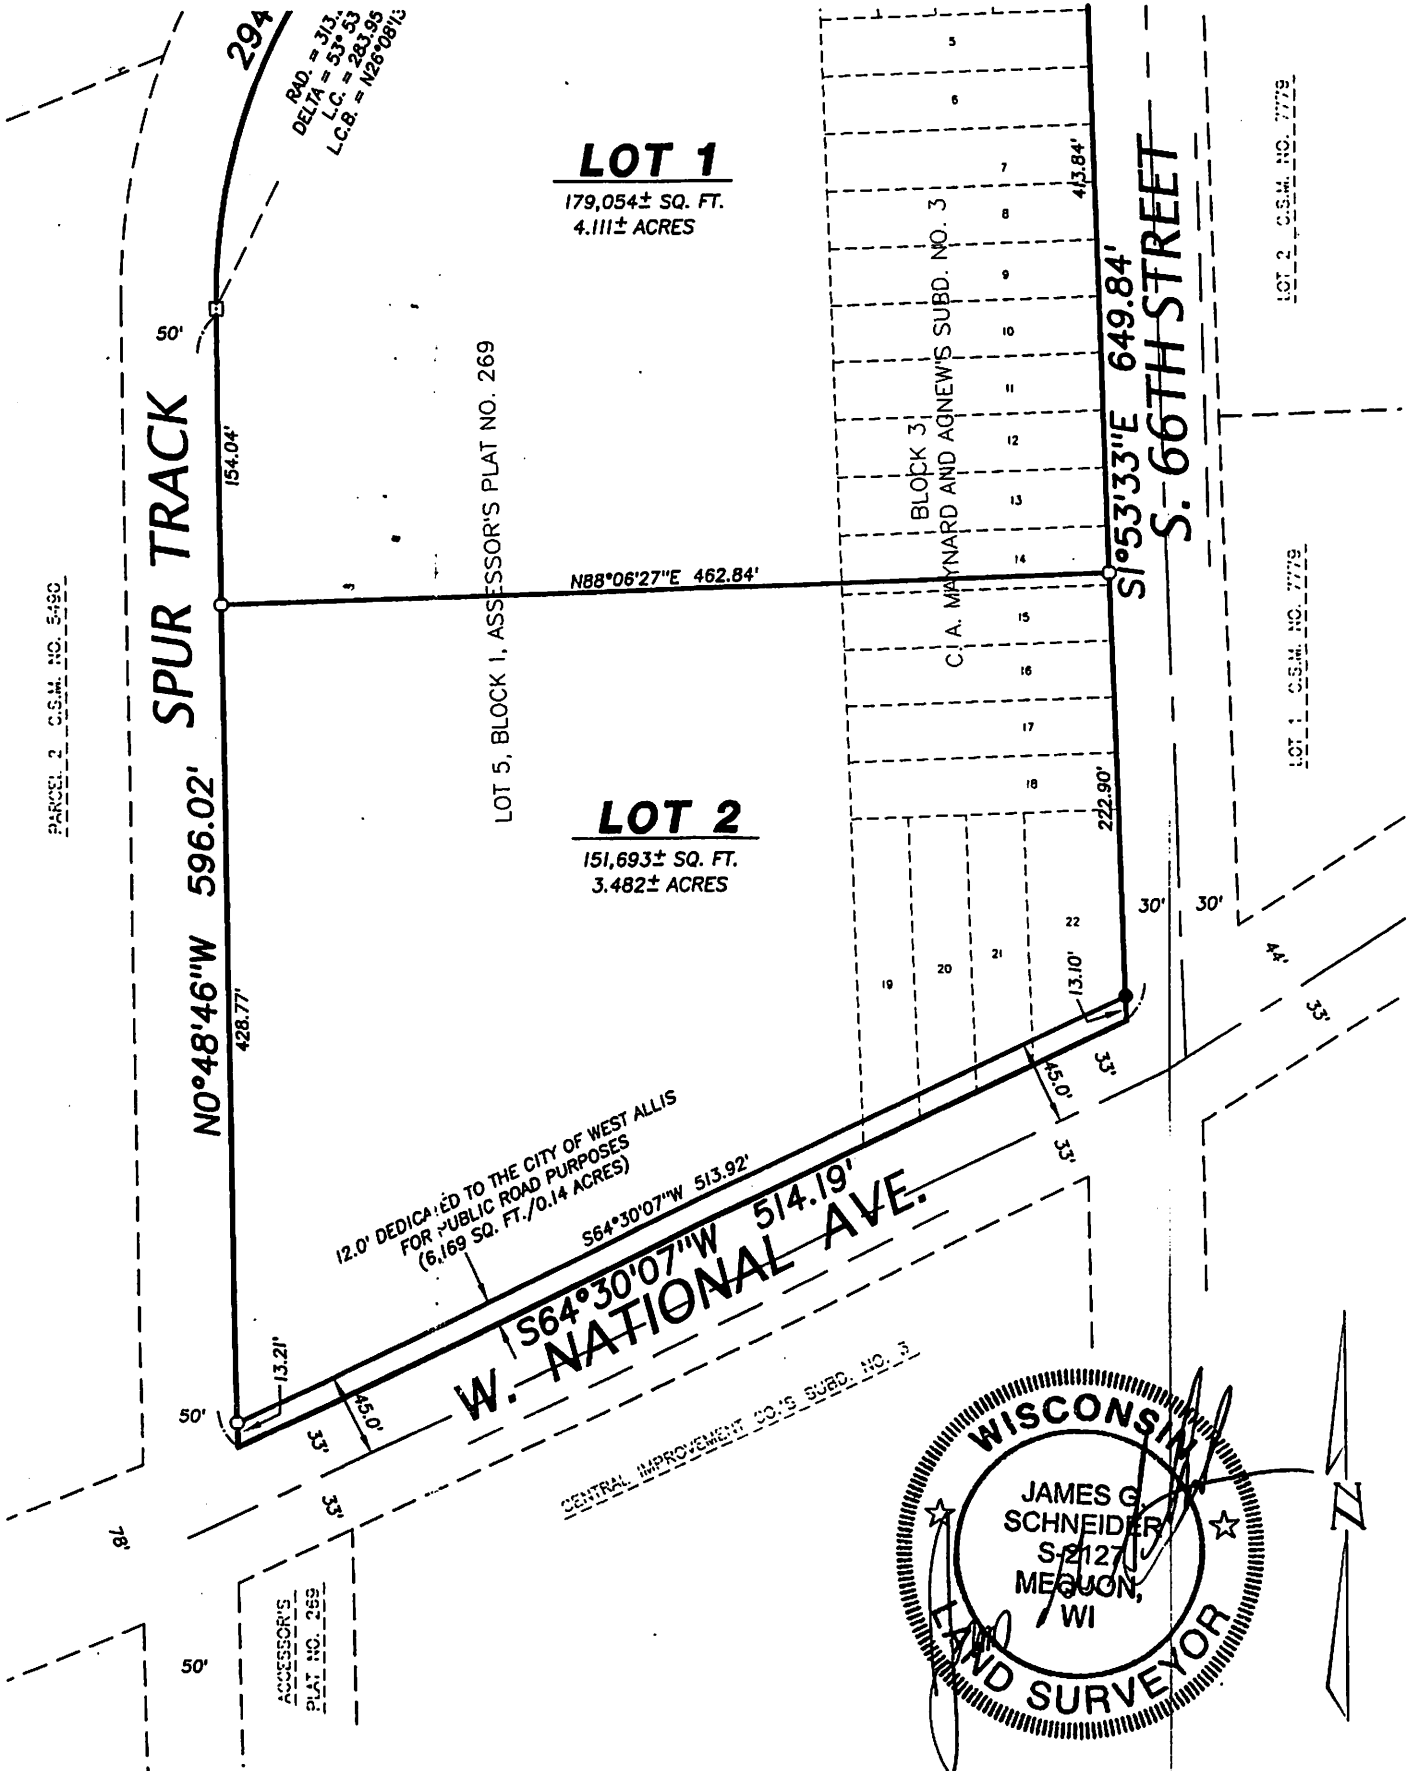 294
RAD. = 313.
DELTA = 53° 53
L.C. = 283.95
L.C.B. = N26°08'13
LOT 1
179,054± SQ. FT.
4.111± ACRES
5
6
7
8
9
10
11
12
13
14
15
16
17
18
19
20
21
22
413.84'
S1°53'33"E 649.84'
S. 66TH STREET
LOT 2 C.S.M. NO. 7779
LOT 1 C.S.M. NO. 7779
BLOCK 3
C. A. MAYNARD AND AGNEW'S SUBD. NO. 3
50'
154.04'
SPUR TRACK
N0°48'46"W 596.02'
428.77'
PARCEL 2 C.S.M. NO. 5490
LOT 5, BLOCK 1, ASSESSOR'S PLAT NO. 269
N88°06'27"E 462.84'
LOT 2
151,693± SQ. FT.
3.482± ACRES
222.90'
30'
30'
13.10'
44'
33'
33'
45.0'
33'
12.0' DEDICATED TO THE CITY OF WEST ALLIS
FOR PUBLIC ROAD PURPOSES
(6,169 SQ. FT./0.14 ACRES)
S64°30'07"W 513.92'
S64°30'07"W 514.19'
W. NATIONAL AVE.
13.21'
50'
45.0'
33'
33'
78'
50'
CENTRAL IMPROVEMENT CO.'S SUBD. NO. 3
ACCESSOR'S
PLAT NO. 269
WISCONSIN
JAMES G.
SCHNEIDER
S-2127
MEQUON,
WI
LAND SURVEYOR
N